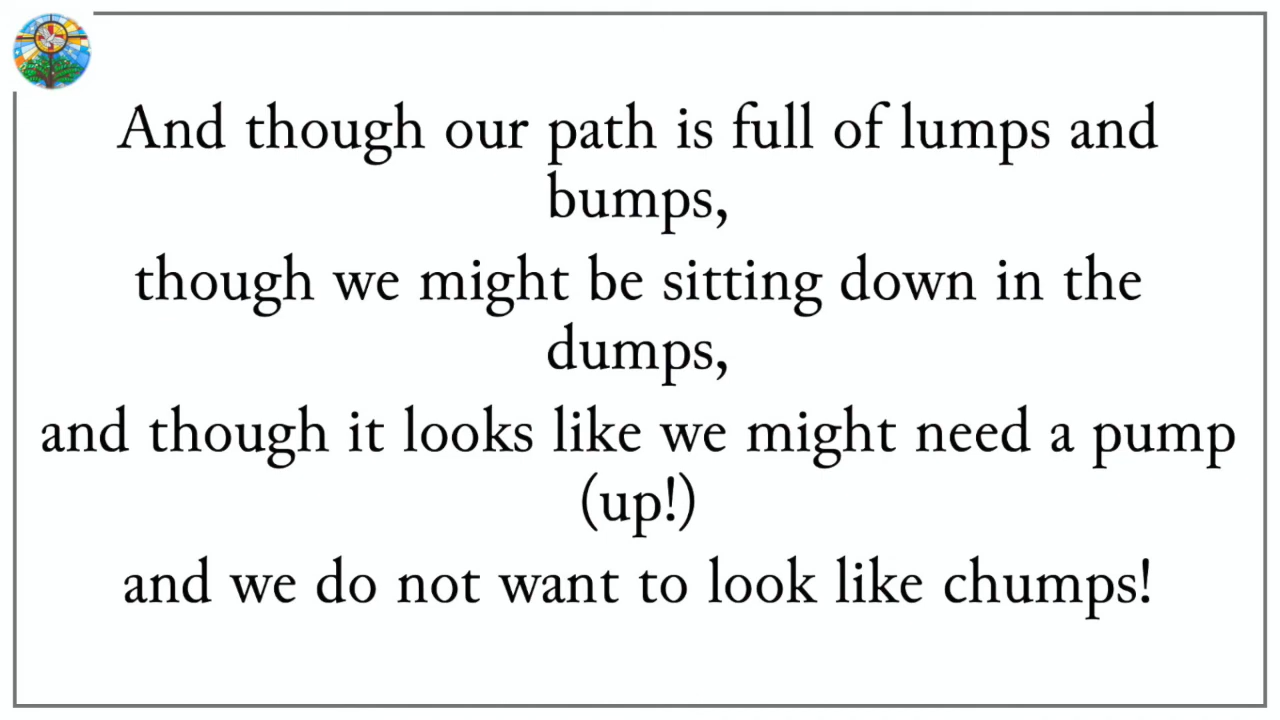 And though our path is full of lumps and
bumps,
though we might be sitting down in the
dumps,
and though it looks like we might need a pump
(up!)
and we do not want to look like chumps!